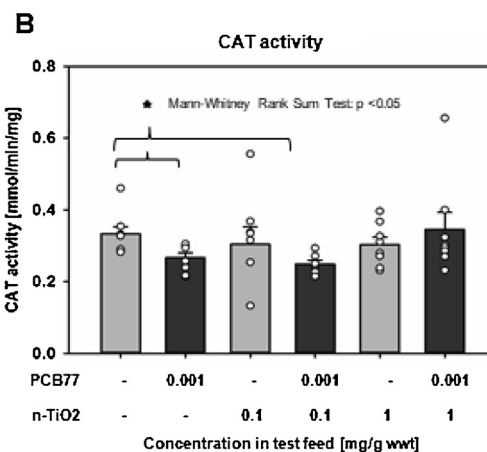 B
CAT activity
CAT activity [mmol/min/mg]
0.8
0.6
0.4
0.2
0.0
★ Mann-Whitney Rank Sum Test: p <0.05
PCB77 - 0.001 - 0.001 - 0.001
n-TiO2 - - 0.1 0.1 1 1
Concentration in test feed [mg/g wwt]